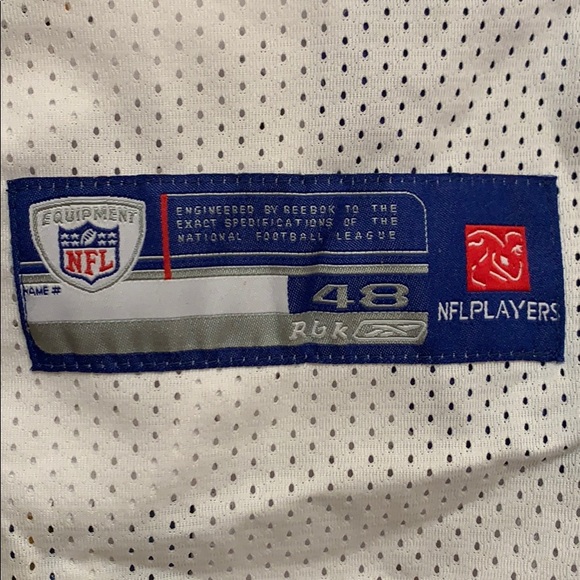 EQUIPMENT
NFL
ENGINEERED BY REEBOK TO THE
EXACT SPECIFICATIONS OF THE
NATIONAL FOOTBALL LEAGUE
NAME #
48
Rbk
NFLPLAYERS